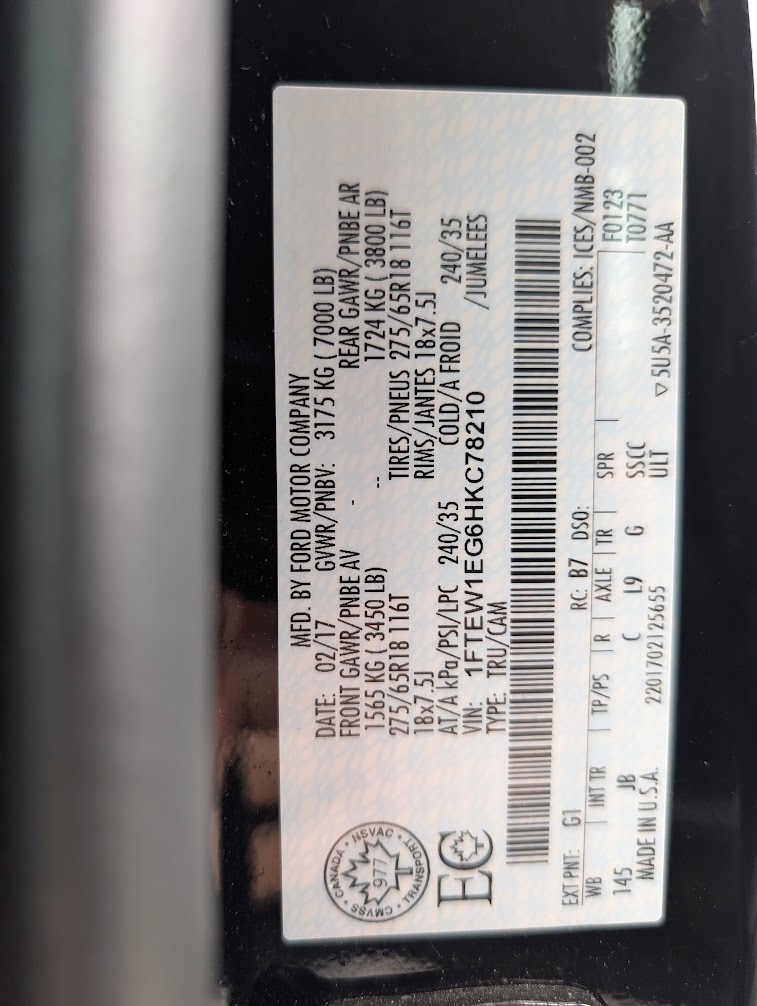 MFD. BY FORD MOTOR COMPANY
DATE: 02/17 GVWR/PNBV: 3175 KG ( 7000 LB)
FRONT GAWR/PNBE AV - REAR GAWR/PNBE AR
1565 KG ( 3450 LB) -- 1724 KG ( 3800 LB)
275/65R18 116T TIRES/PNEUS 275/65R18 116T
18x7.5J RIMS/JANTES 18x7.5J
AT/A kPa/PSI/LPC 240/35 COLD/A FROID 240/35
VIN: 1FTEW1EG6HKC78210 /JUMELEES
TYPE: TRU/CAM
CANADA • NSVAC • TRANSPORT • CMVSS •
977
EC
EXT PNT: G1 RC: B7 DSO: COMPLIES: ICES/NMB-002
WB | INT TR | TP/PS | R | AXLE | TR | SPR | F0123
145 JB C L9 G SSCC T0771
MADE IN U.S.A. 2201702125655 ULT ▽ 5U5A-3520472-AA